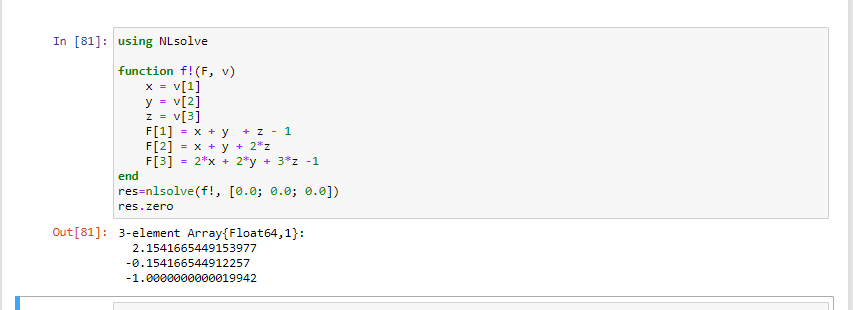 In [81]: using NLsolve
function f!(F, v)
    x = v[1]
    y = v[2]
    z = v[3]
    F[1] = x + y  + z - 1
    F[2] = x + y + 2*z
    F[3] = 2*x + 2*y + 3*z -1
end
res=nlsolve(f!, [0.0; 0.0; 0.0])
res.zero
Out[81]: 3-element Array{Float64,1}:
  2.1541665449153977
 -0.154166544912257
 -1.0000000000019942